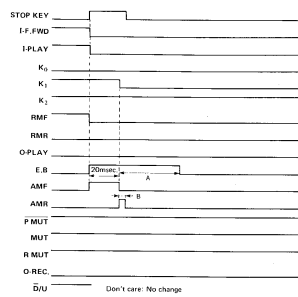 STOP KEY
I-F.FWD
I-PLAY
K0
K1
K2
RMF
RMR
O-PLAY
E.B 20msec A
AMF
AMR B
P MUT
MUT
R MUT
O-REC.
D̅/U Don't care: No change